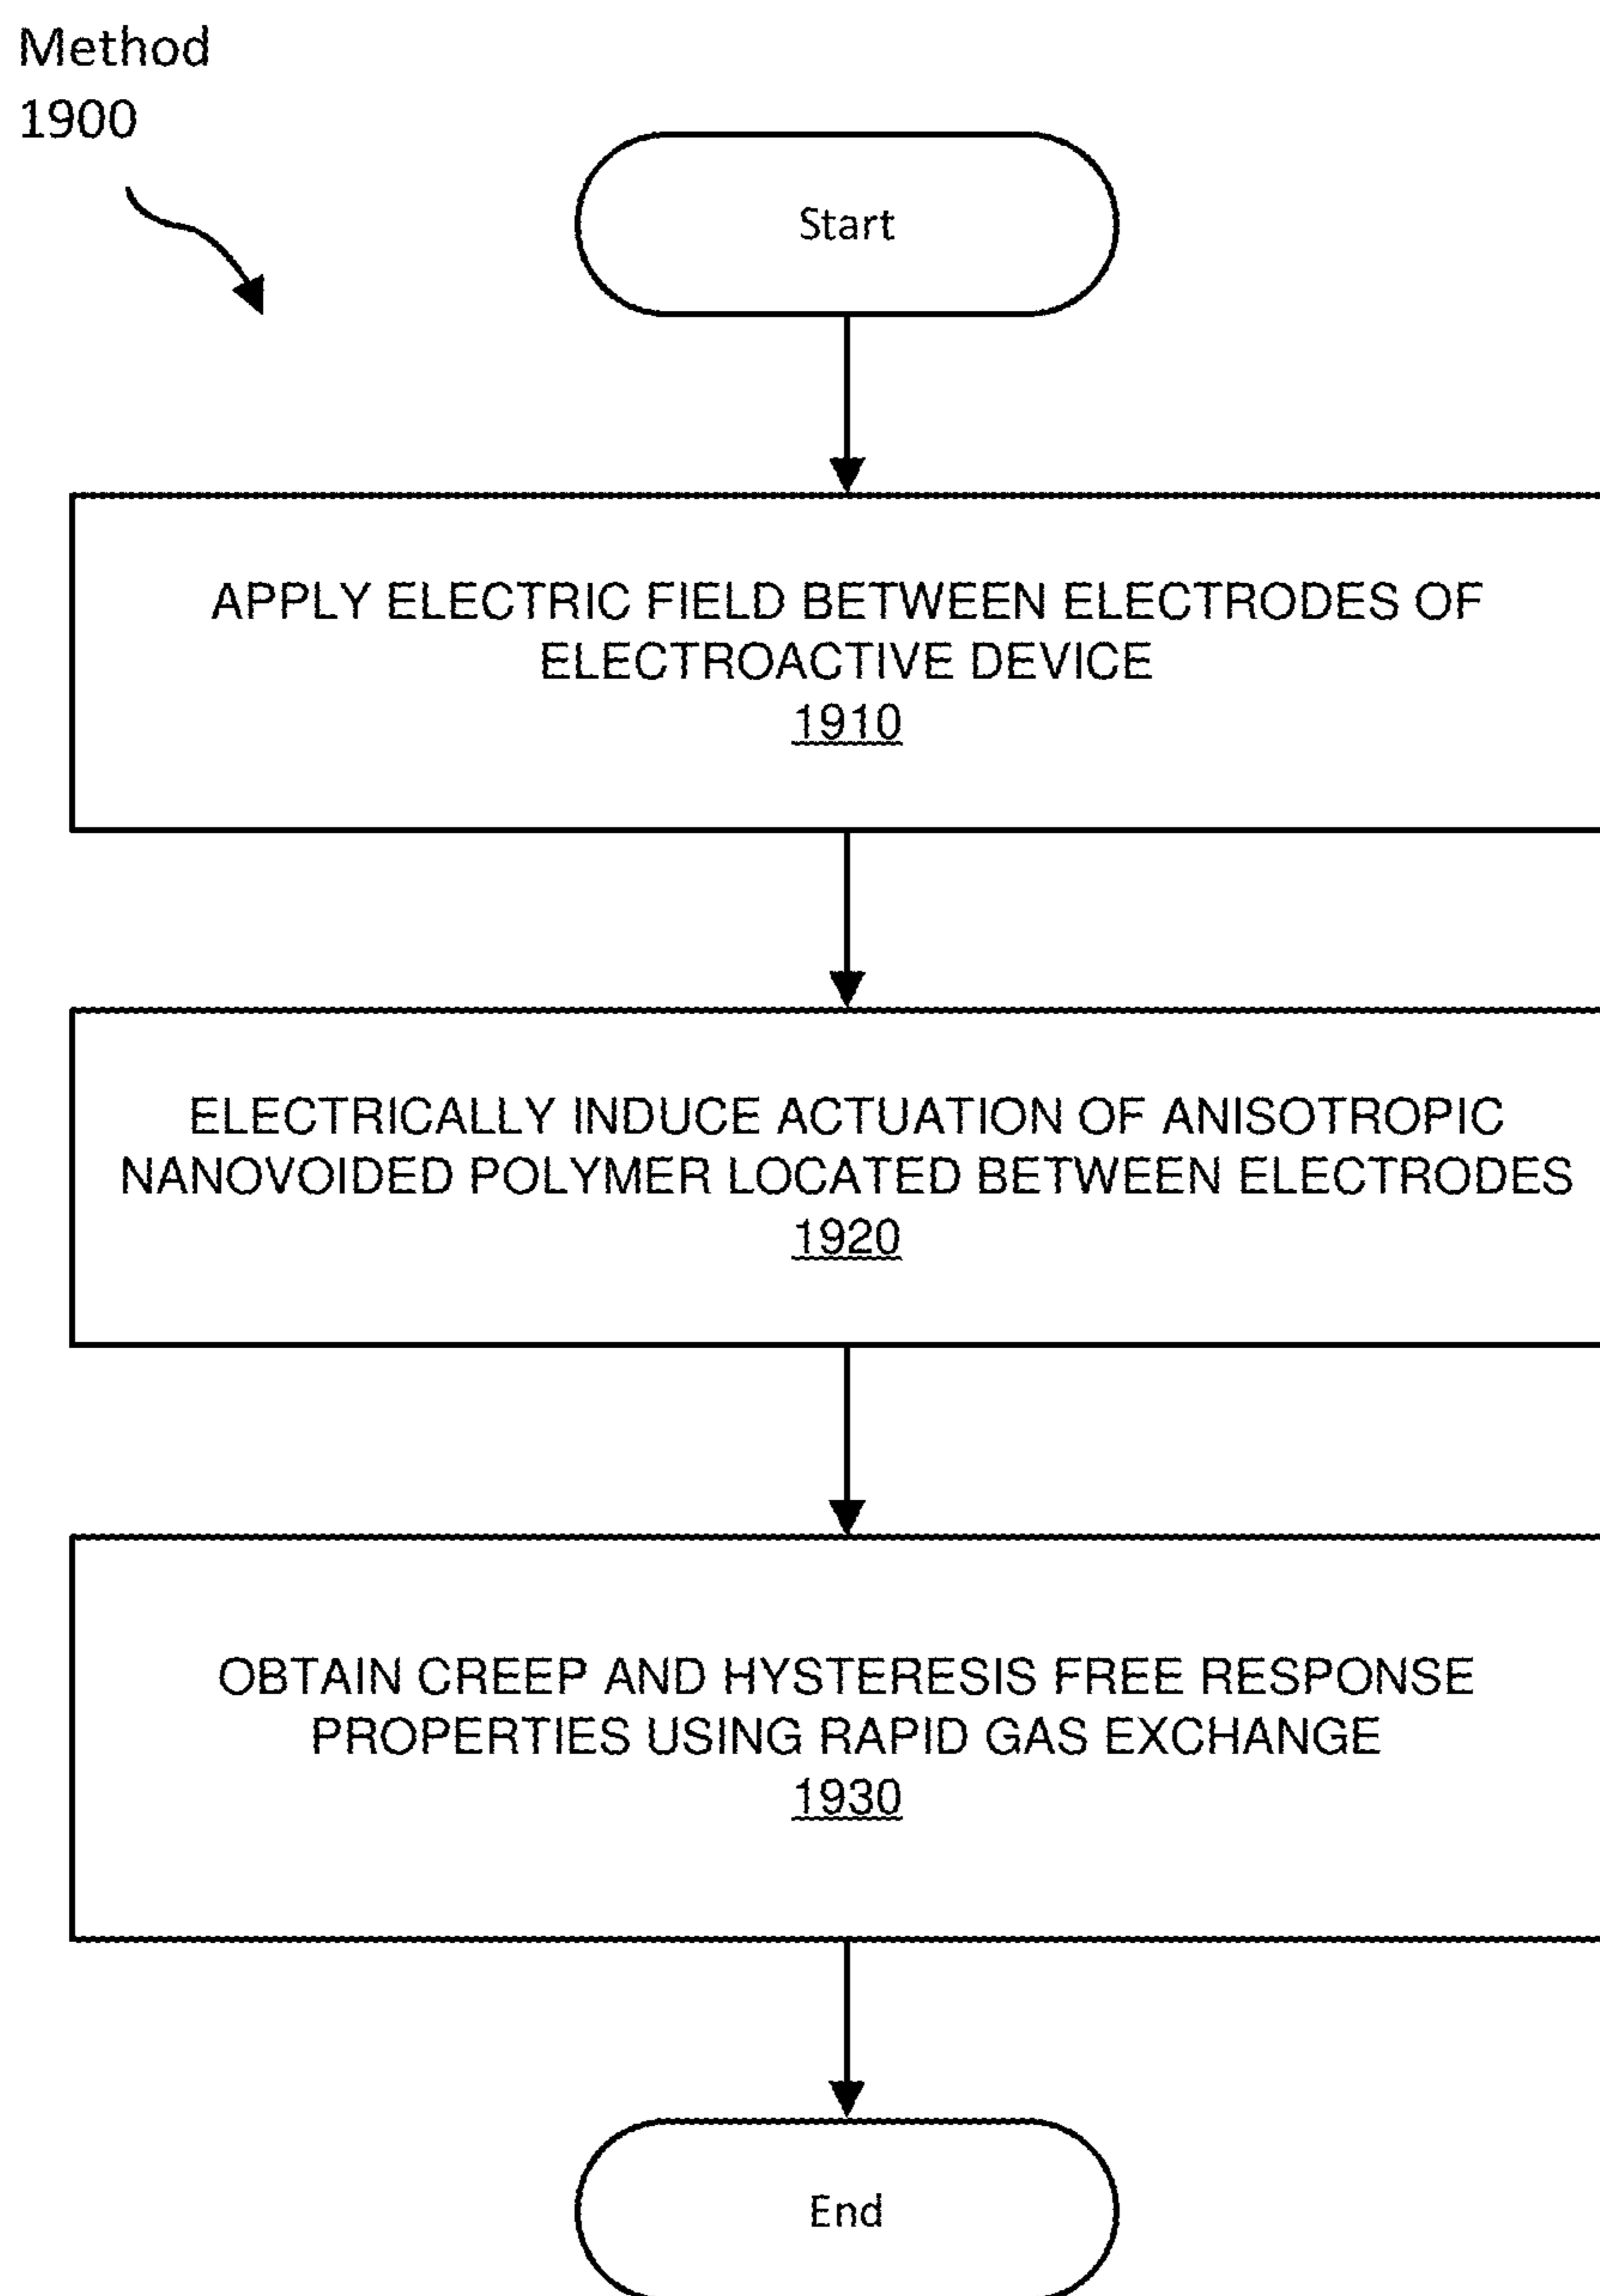 Method
1900
Start
APPLY ELECTRIC FIELD BETWEEN ELECTRODES OF
ELECTROACTIVE DEVICE
1910
ELECTRICALLY INDUCE ACTUATION OF ANISOTROPIC
NANOVOIDED POLYMER LOCATED BETWEEN ELECTRODES
1920
OBTAIN CREEP AND HYSTERESIS FREE RESPONSE
PROPERTIES USING RAPID GAS EXCHANGE
1930
End